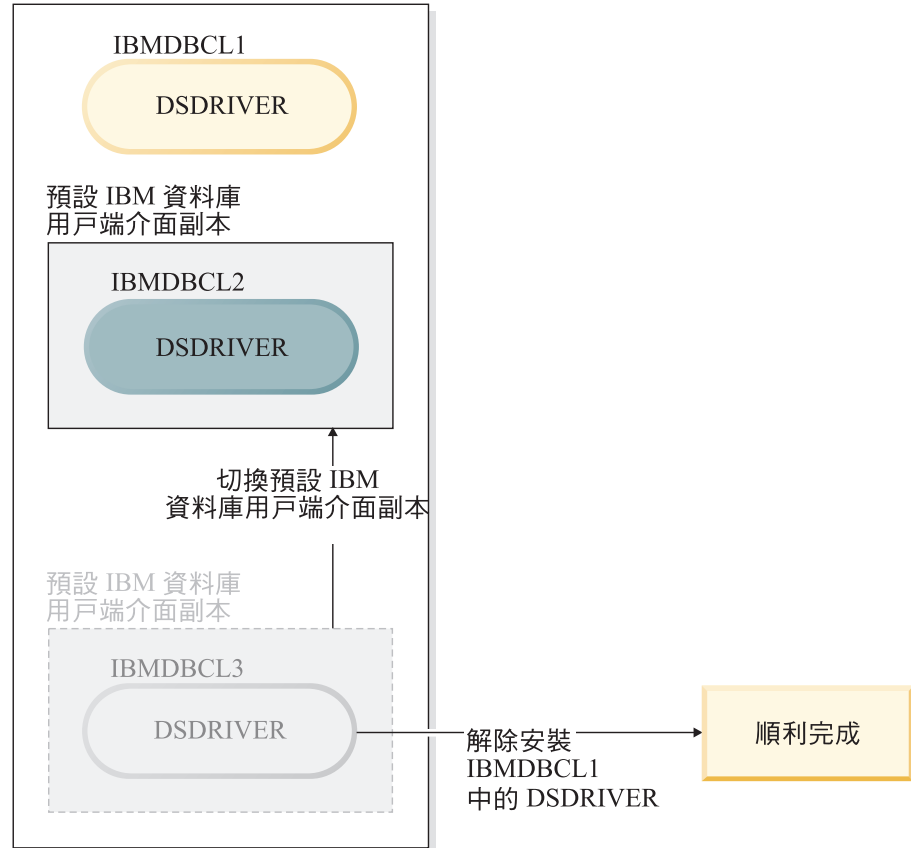 IBMDBCL1
DSDRIVER
預設 IBM 資料庫
用戶端介面副本
IBMDBCL2
DSDRIVER
切換預設 IBM
資料庫用戶端介面副本
預設 IBM 資料庫
用戶端介面副本
IBMDBCL3
DSDRIVER
解除安裝
IBMDBCL1
中的 DSDRIVER
順利完成